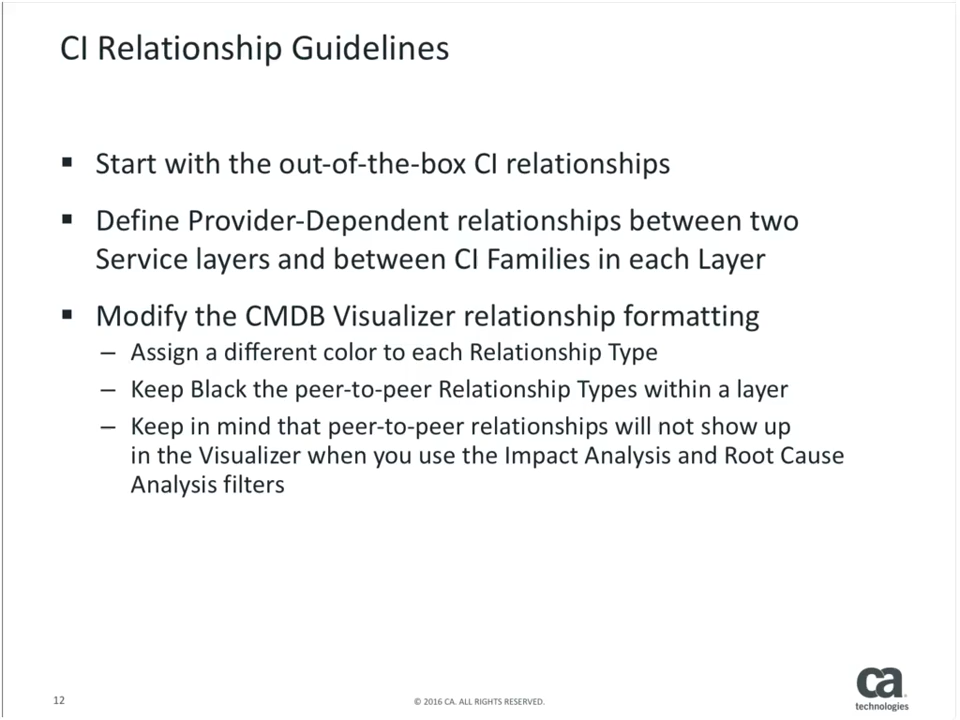 CI Relationship Guidelines
▪ Start with the out-of-the-box CI relationships
▪ Define Provider-Dependent relationships between two
Service layers and between CI Families in each Layer
▪ Modify the CMDB Visualizer relationship formatting
– Assign a different color to each Relationship Type
– Keep Black the peer-to-peer Relationship Types within a layer
– Keep in mind that peer-to-peer relationships will not show up
in the Visualizer when you use the Impact Analysis and Root Cause
Analysis filters
12
© 2016 CA. ALL RIGHTS RESERVED.
ca
technologies